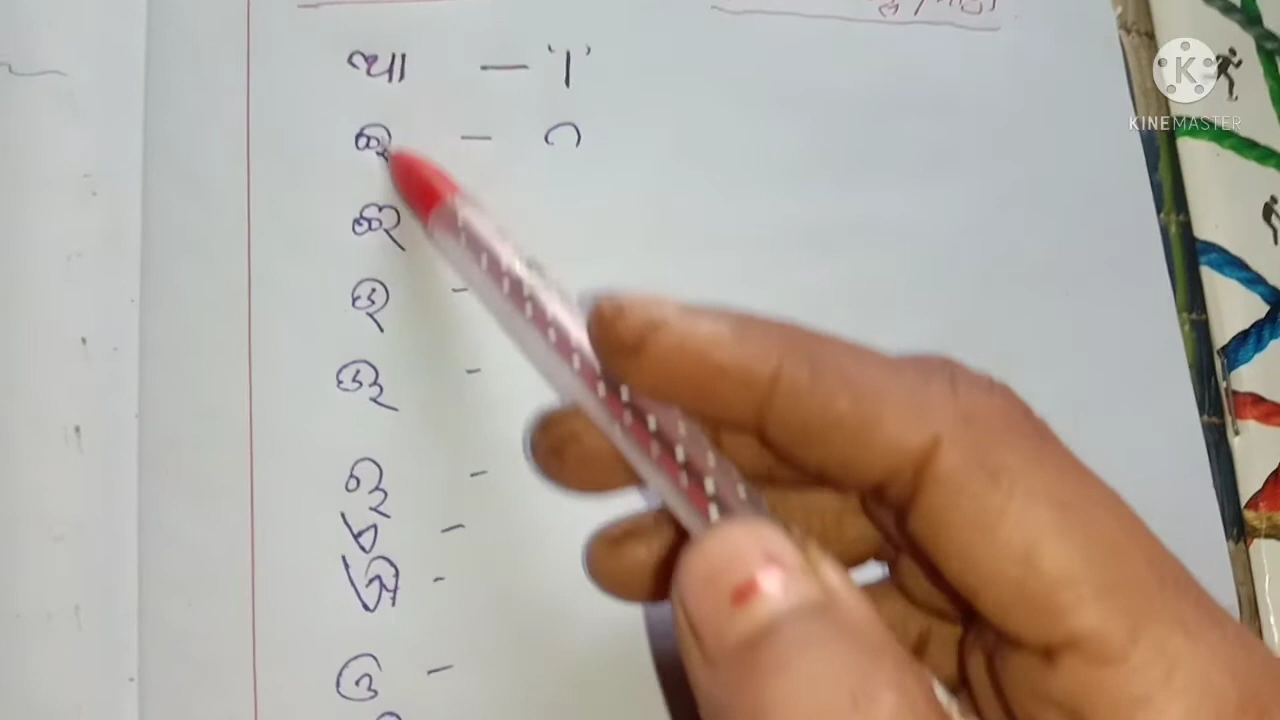 KINEMASTER
ଆ — 'ା'
ଇ - ି
ଈ
ଉ -
ଊ -
ଋ -
ଏ -
ଐ -
ଓ -